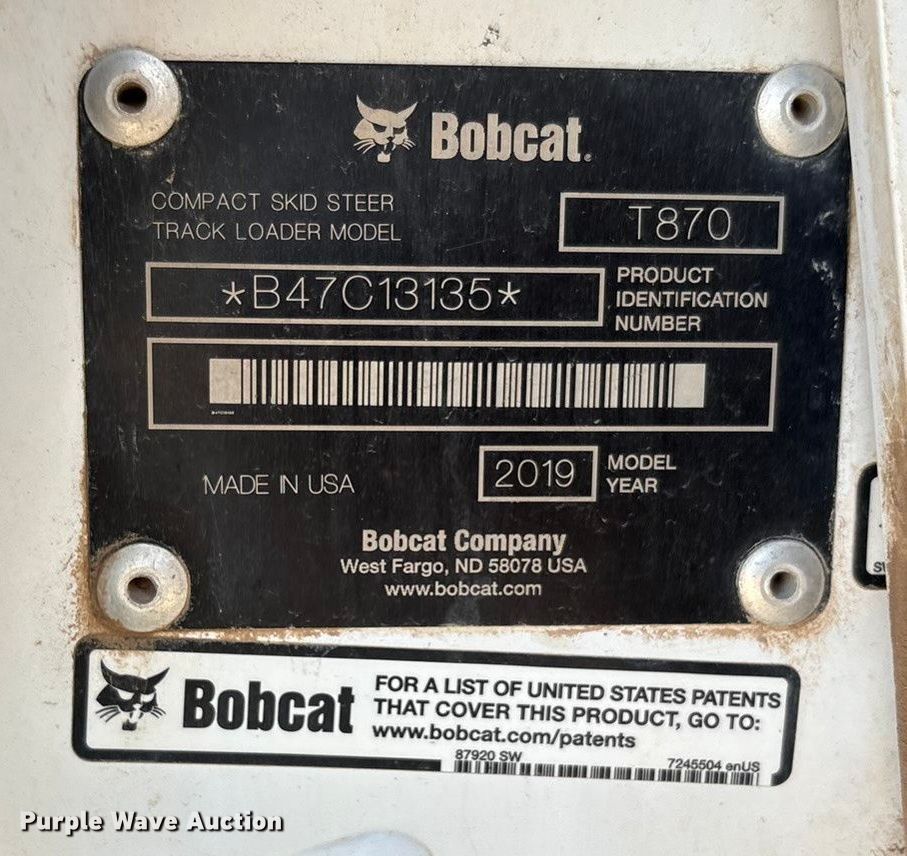 Bobcat.
COMPACT SKID STEER
TRACK LOADER MODEL
T870
*B47C13135*
PRODUCT
IDENTIFICATION
NUMBER
MADE IN USA
2019
MODEL
YEAR
Bobcat Company
West Fargo, ND 58078 USA
www.bobcat.com
Bobcat
FOR A LIST OF UNITED STATES PATENTS
THAT COVER THIS PRODUCT, GO TO:
www.bobcat.com/patents
87920 SW
7245504 enUS
Purple Wave Auction